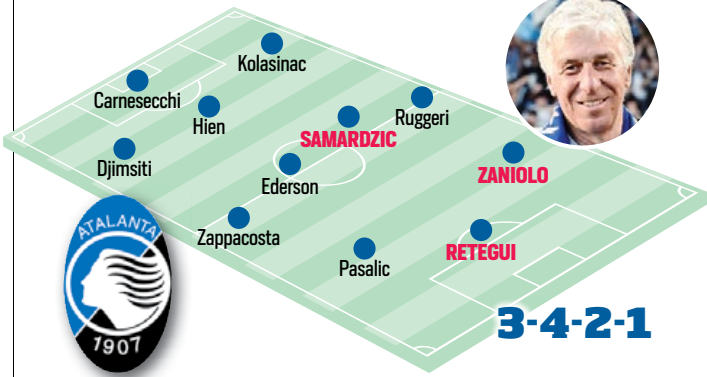 Kolasinac
Carnesecchi
Hien
Ruggeri
SAMARDZIC
Djimsiti
Ederson
ZANIOLO
Zappacosta
Pasalic
RETEGUI
ATALANTA
1907
3-4-2-1